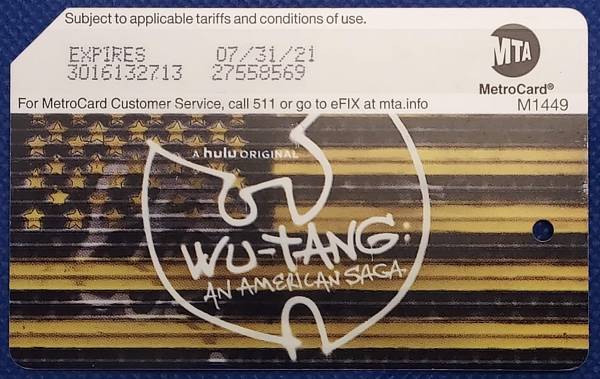 Subject to applicable tariffs and conditions of use.
EXPIRES 07/31/21
3016132713 27558569
MTA
MetroCard®
For MetroCard Customer Service, call 511 or go to eFIX at mta.info M1449
A hulu ORIGINAL
WU-TANG:
AN AMERICAN SAGA.